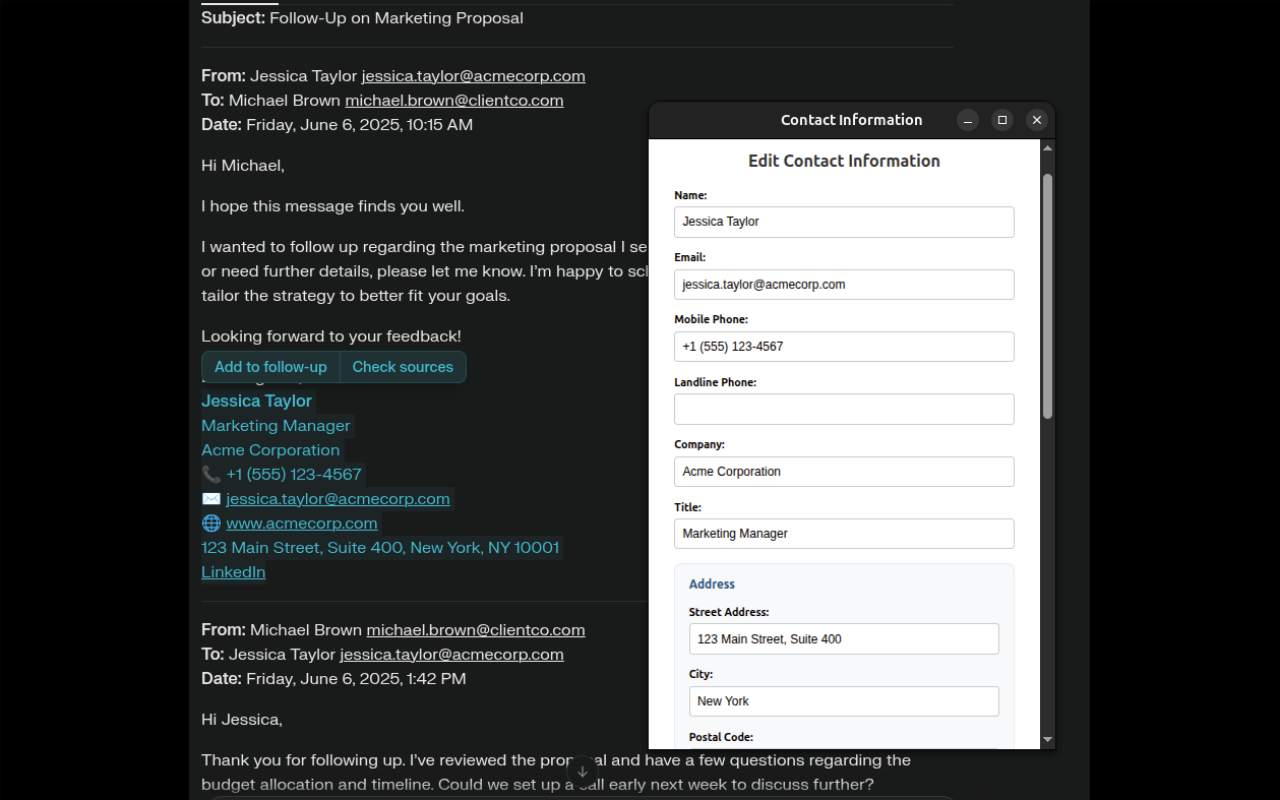 Subject: Follow-Up on Marketing Proposal
From: Jessica Taylor jessica.taylor@acmecorp.com
To: Michael Brown michael.brown@clientco.com
Date: Friday, June 6, 2025, 10:15 AM
Hi Michael,
I hope this message finds you well.
I wanted to follow up regarding the marketing proposal I se
or need further details, please let me know. I'm happy to scl
tailor the strategy to better fit your goals.
Looking forward to your feedback!
Add to follow-up Check sources
Jessica Taylor
Marketing Manager
Acme Corporation
📞 +1 (555) 123-4567
✉️ jessica.taylor@acmecorp.com
🌐 www.acmecorp.com
123 Main Street, Suite 400, New York, NY 10001
LinkedIn
From: Michael Brown michael.brown@clientco.com
To: Jessica Taylor jessica.taylor@acmecorp.com
Date: Friday, June 6, 2025, 1:42 PM
Hi Jessica,
Thank you for following up. I've reviewed the proposal and have a few questions regarding the
budget allocation and timeline. Could we set up a call early next week to discuss further?
Contact Information
Edit Contact Information
Name:
Jessica Taylor
Email:
jessica.taylor@acmecorp.com
Mobile Phone:
+1 (555) 123-4567
Landline Phone:
Company:
Acme Corporation
Title:
Marketing Manager
Address
Street Address:
123 Main Street, Suite 400
City:
New York
Postal Code: